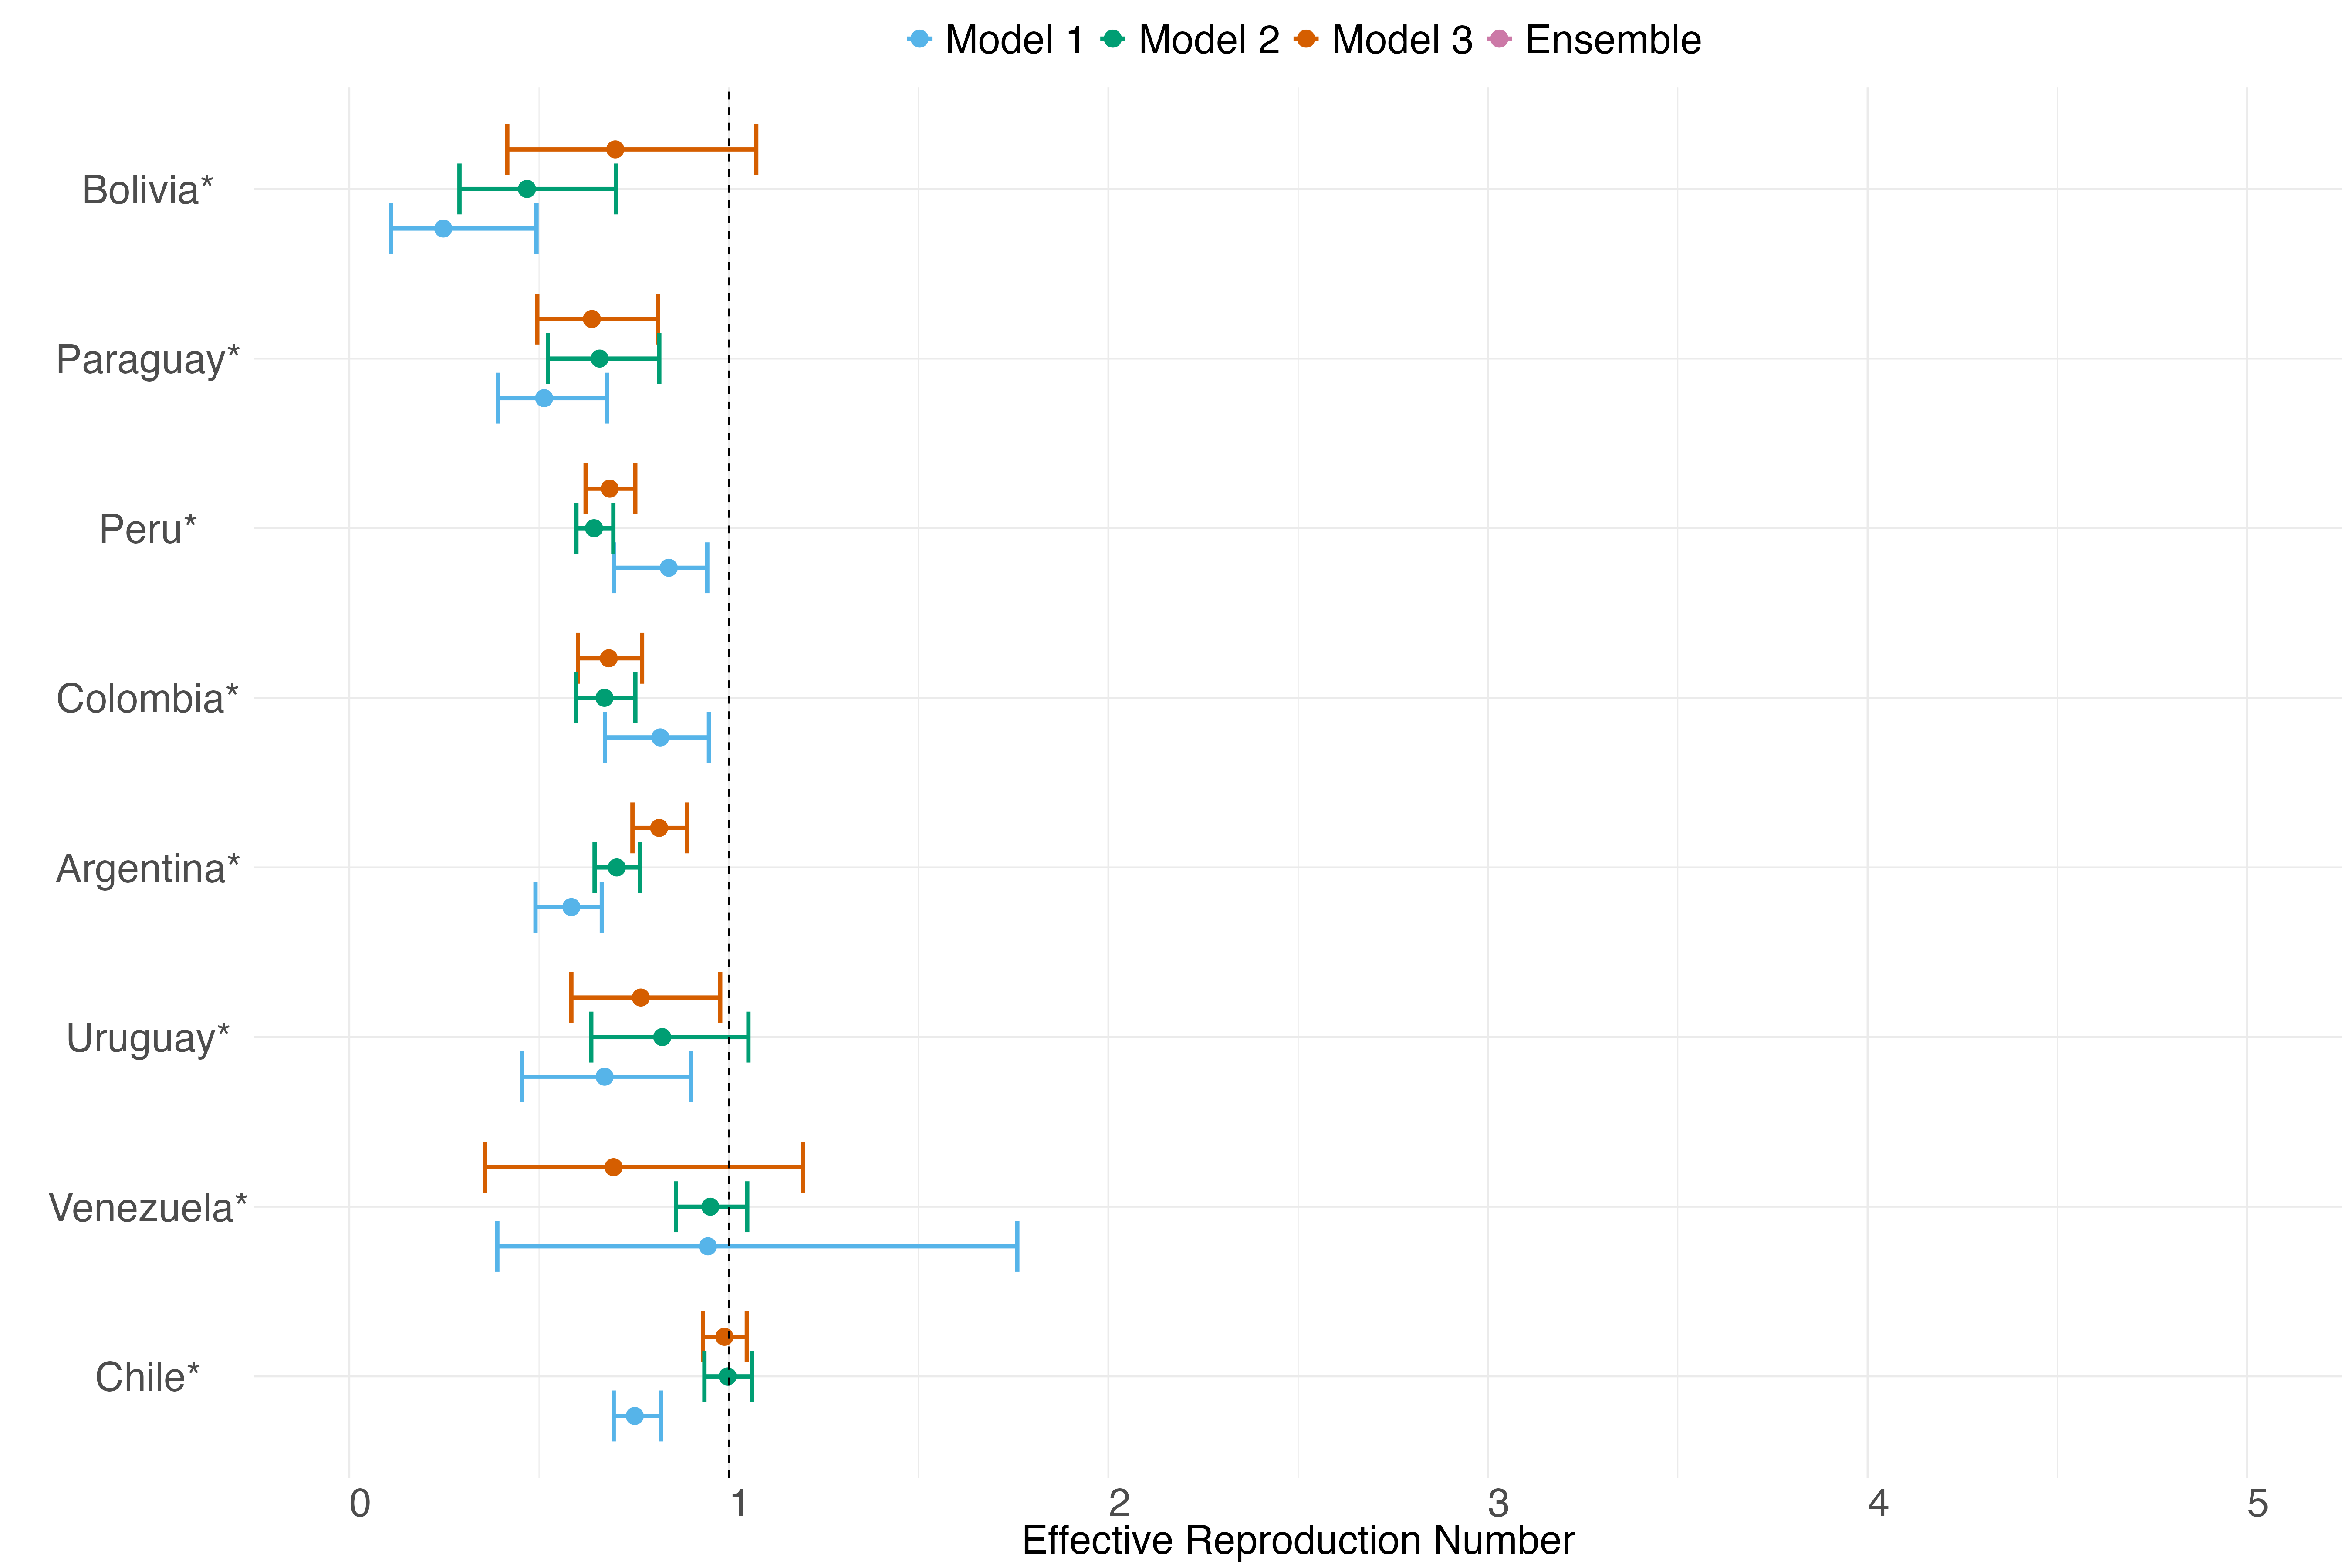 Model 1 Model 2 Model 3 Ensemble
Bolivia*
Paraguay*
Peru*
Colombia*
Argentina*
Uruguay*
Venezuela*
Chile*
0 1 2 3 4 5
Effective Reproduction Number